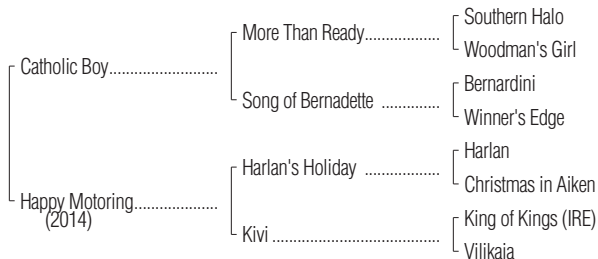 Southern Halo
More Than Ready..................
Woodman's Girl
Catholic Boy..........................
Bernardini
Song of Bernadette ..............
Winner's Edge
Harlan
Harlan's Holiday ..................
Christmas in Aiken
Happy Motoring....................
(2014)
King of Kings (IRE)
Kivi ........................................
Vilikaia